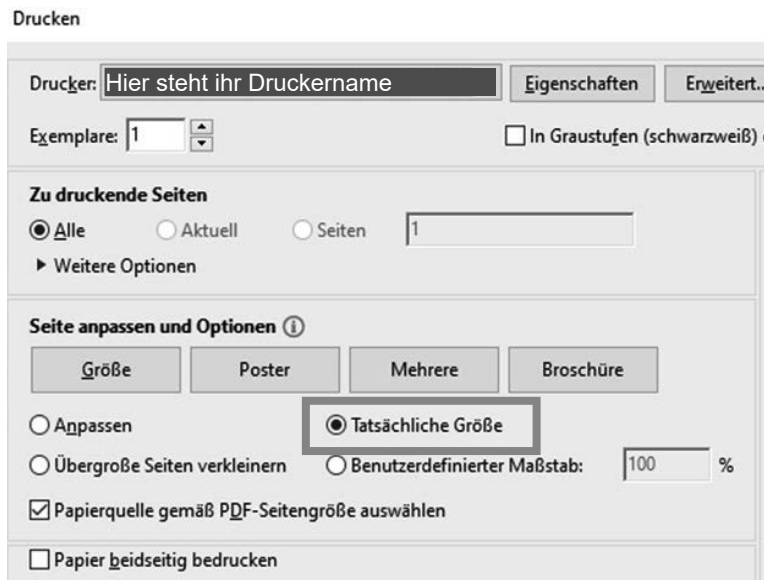 Drucken
Drucker: Hier steht ihr Druckername Eigenschaften Erweitert..
Exemplare: 1 In Graustufen (schwarzweiß)
Zu druckende Seiten
Alle Aktuell Seiten 1
Weitere Optionen
Seite anpassen und Optionen
Größe Poster Mehrere Broschüre
Anpassen Tatsächliche Größe
Übergroße Seiten verkleinern Benutzerdefinierter Maßstab: 100 %
Papierquelle gemäß PDF-Seitengröße auswählen
Papier beidseitig bedrucken